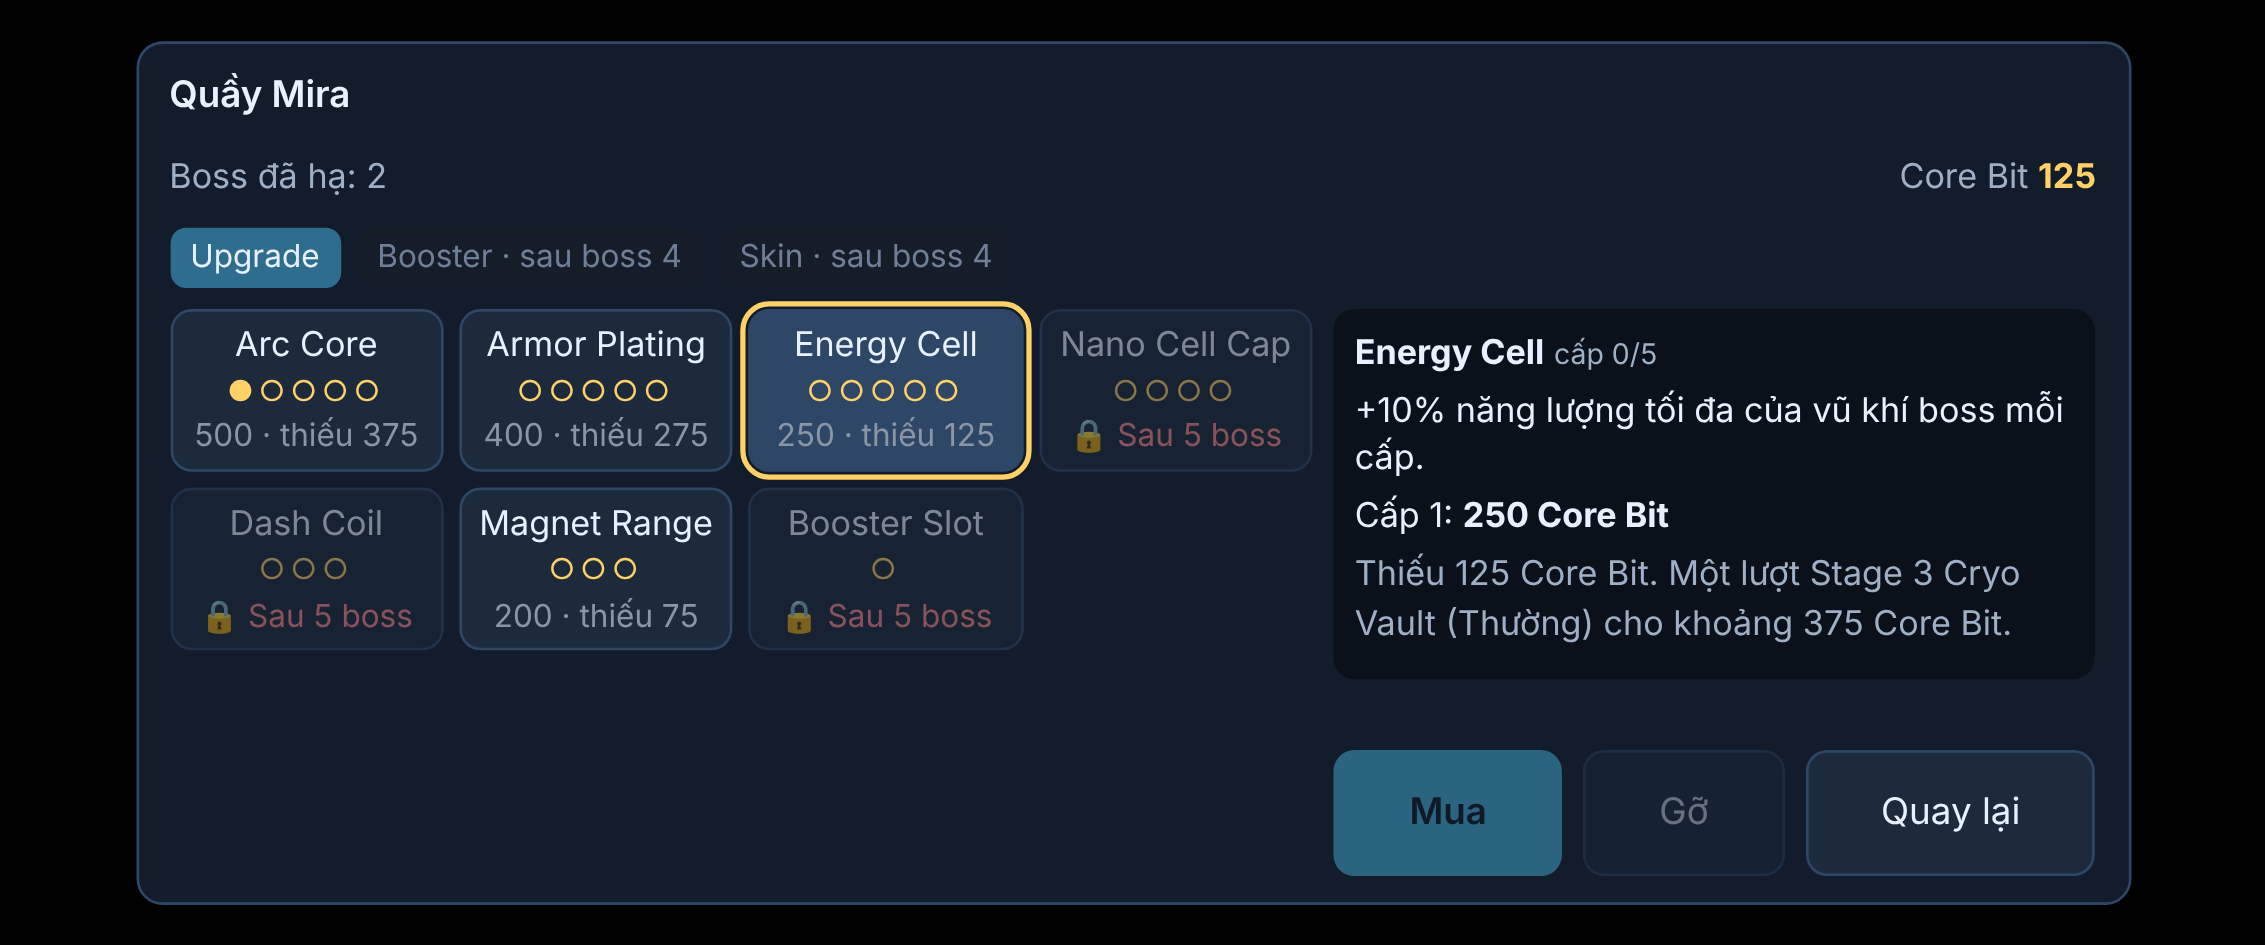 Quầy Mira
Boss đã hạ: 2
Core Bit 125
Upgrade
Booster · sau boss 4
Skin · sau boss 4
Arc Core
500 · thiếu 375
Armor Plating
400 · thiếu 275
Energy Cell
250 · thiếu 125
Nano Cell Cap
🔒 Sau 5 boss
Dash Coil
🔒 Sau 5 boss
Magnet Range
200 · thiếu 75
Booster Slot
🔒 Sau 5 boss
Energy Cell cấp 0/5
+10% năng lượng tối đa của vũ khí boss mỗi
cấp.
Cấp 1: 250 Core Bit
Thiếu 125 Core Bit. Một lượt Stage 3 Cryo
Vault (Thường) cho khoảng 375 Core Bit.
Mua
Gỡ
Quay lại